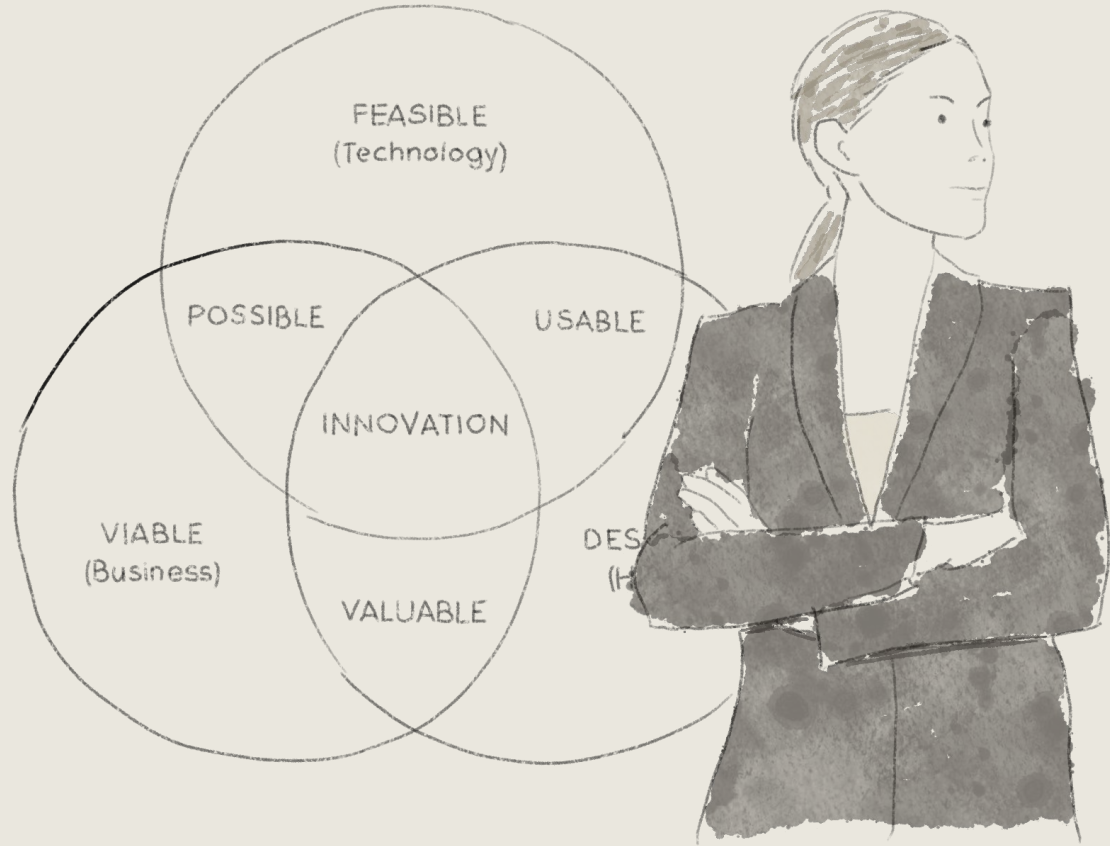 FEASIBLE
(Technology)
POSSIBLE
USABLE
INNOVATION
VIABLE
(Business)
VALUABLE